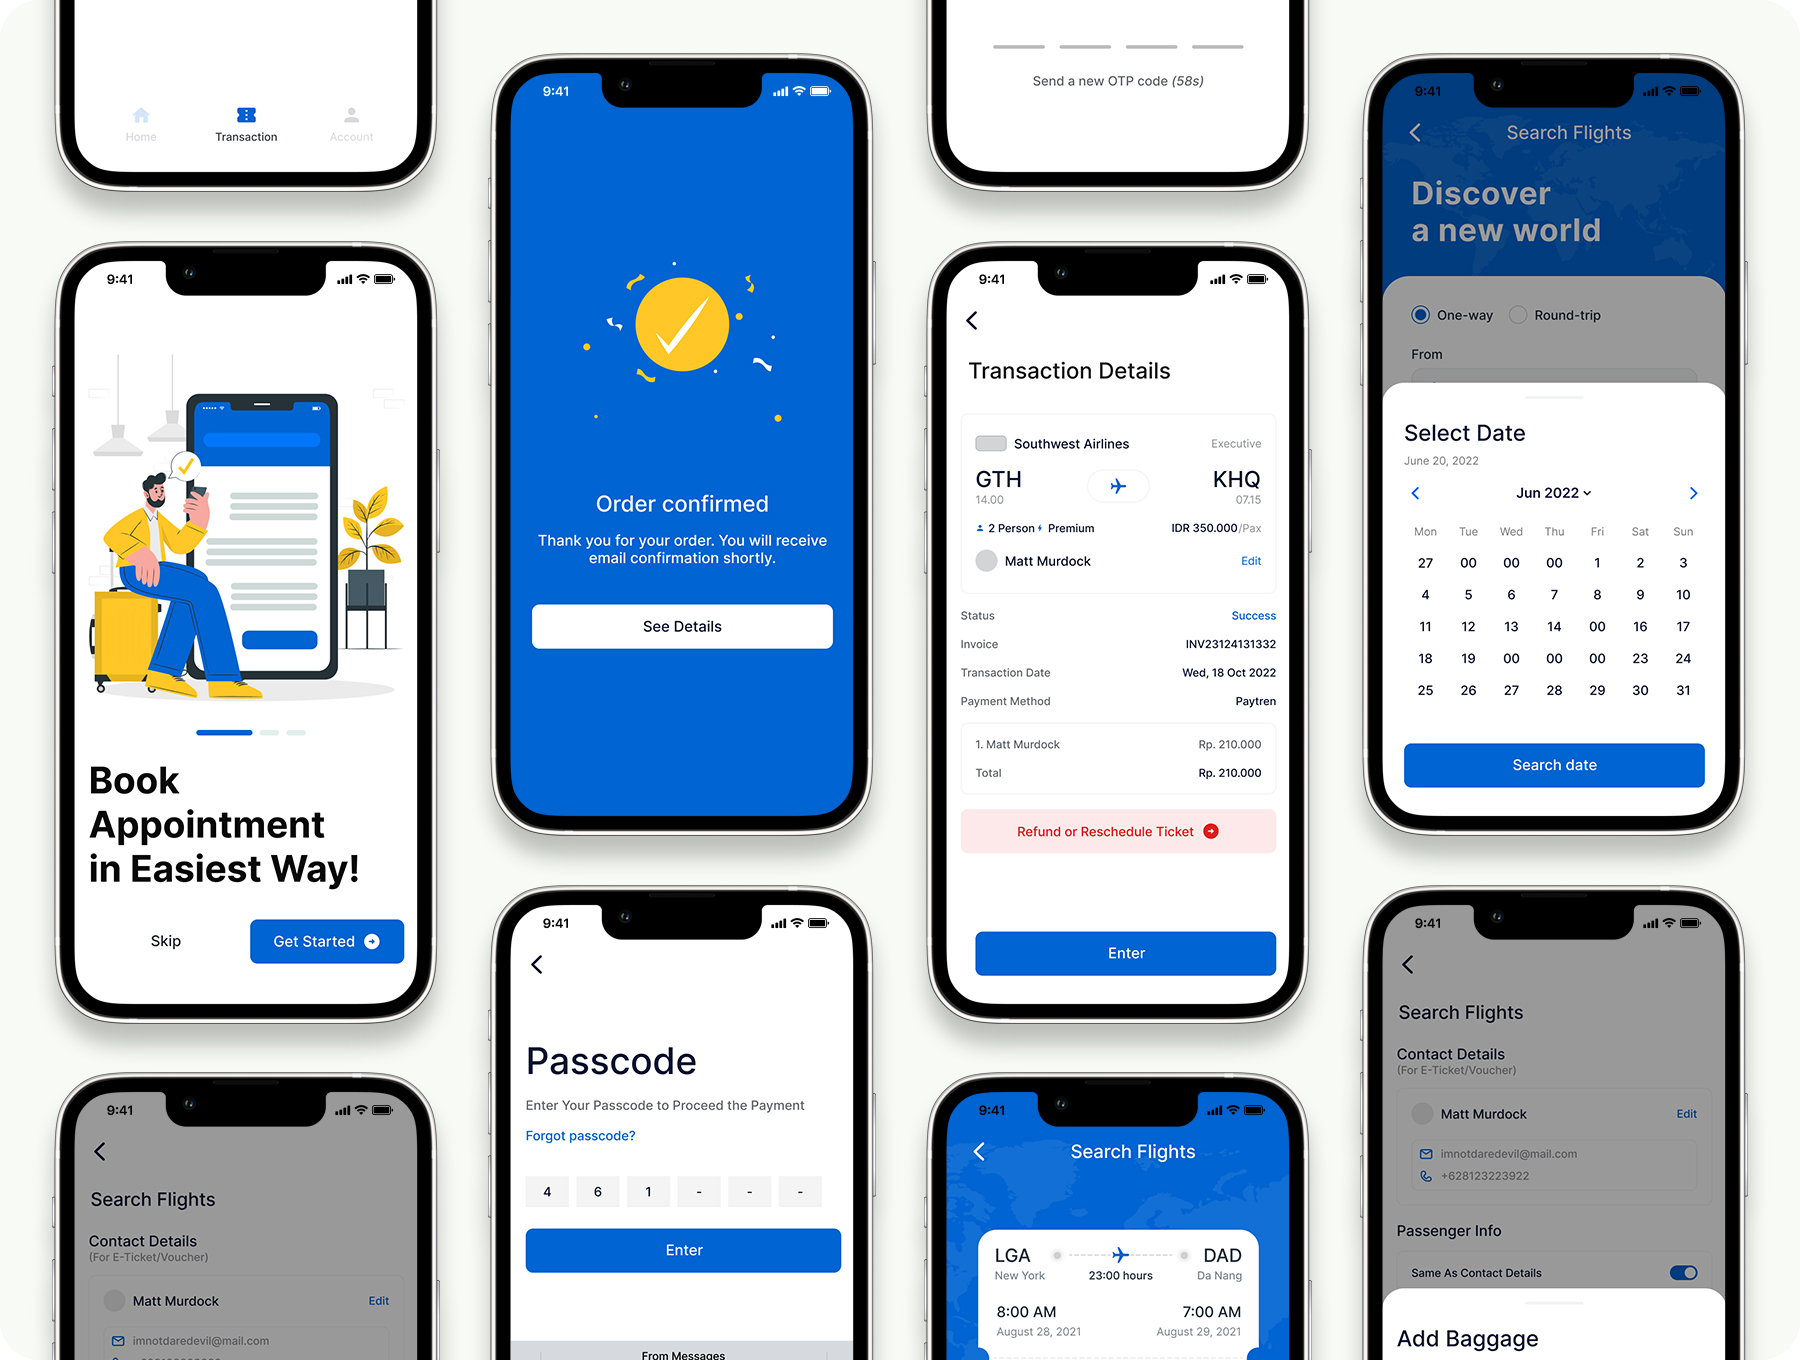 Home
Transaction
Account
9:41
Book
Appointment
in Easiest Way!
Skip
Get Started
9:41
Search Flights
Contact Details
(For E-Ticket/Voucher)
Matt Murdock
Edit
imnotdaredevil@mail.com
9:41
Order confirmed
Thank you for your order. You will receive
email confirmation shortly.
See Details
9:41
Passcode
Enter Your Passcode to Proceed the Payment
Forgot passcode?
4 6 1 - - -
Enter
From Messages
Send a new OTP code (58s)
9:41
Transaction Details
Southwest Airlines Executive
GTH KHQ
14.00 07.15
2 Person Premium IDR 350.000/Pax
Matt Murdock Edit
Status Success
Invoice INV23124131332
Transaction Date Wed, 18 Oct 2022
Payment Method Paytren
1. Matt Murdock Rp. 210.000
Total Rp. 210.000
Refund or Reschedule Ticket
Enter
9:41
Search Flights
LGA DAD
New York 23:00 hours Da Nang
8:00 AM 7:00 AM
August 28, 2021 August 29, 2021
9:41
Search Flights
Discover
a new world
One-way Round-trip
From
Select Date
June 20, 2022
Jun 2022
Mon Tue Wed Thu Fri Sat Sun
27 00 00 00 1 2 3
4 5 6 7 8 9 10
11 12 13 14 00 16 17
18 19 00 00 00 23 24
25 26 27 28 29 30 31
Search date
9:41
Search Flights
Contact Details
(For E-Ticket/Voucher)
Matt Murdock Edit
imnotdaredevil@mail.com
+628123223922
Passenger Info
Same As Contact Details
Add Baggage